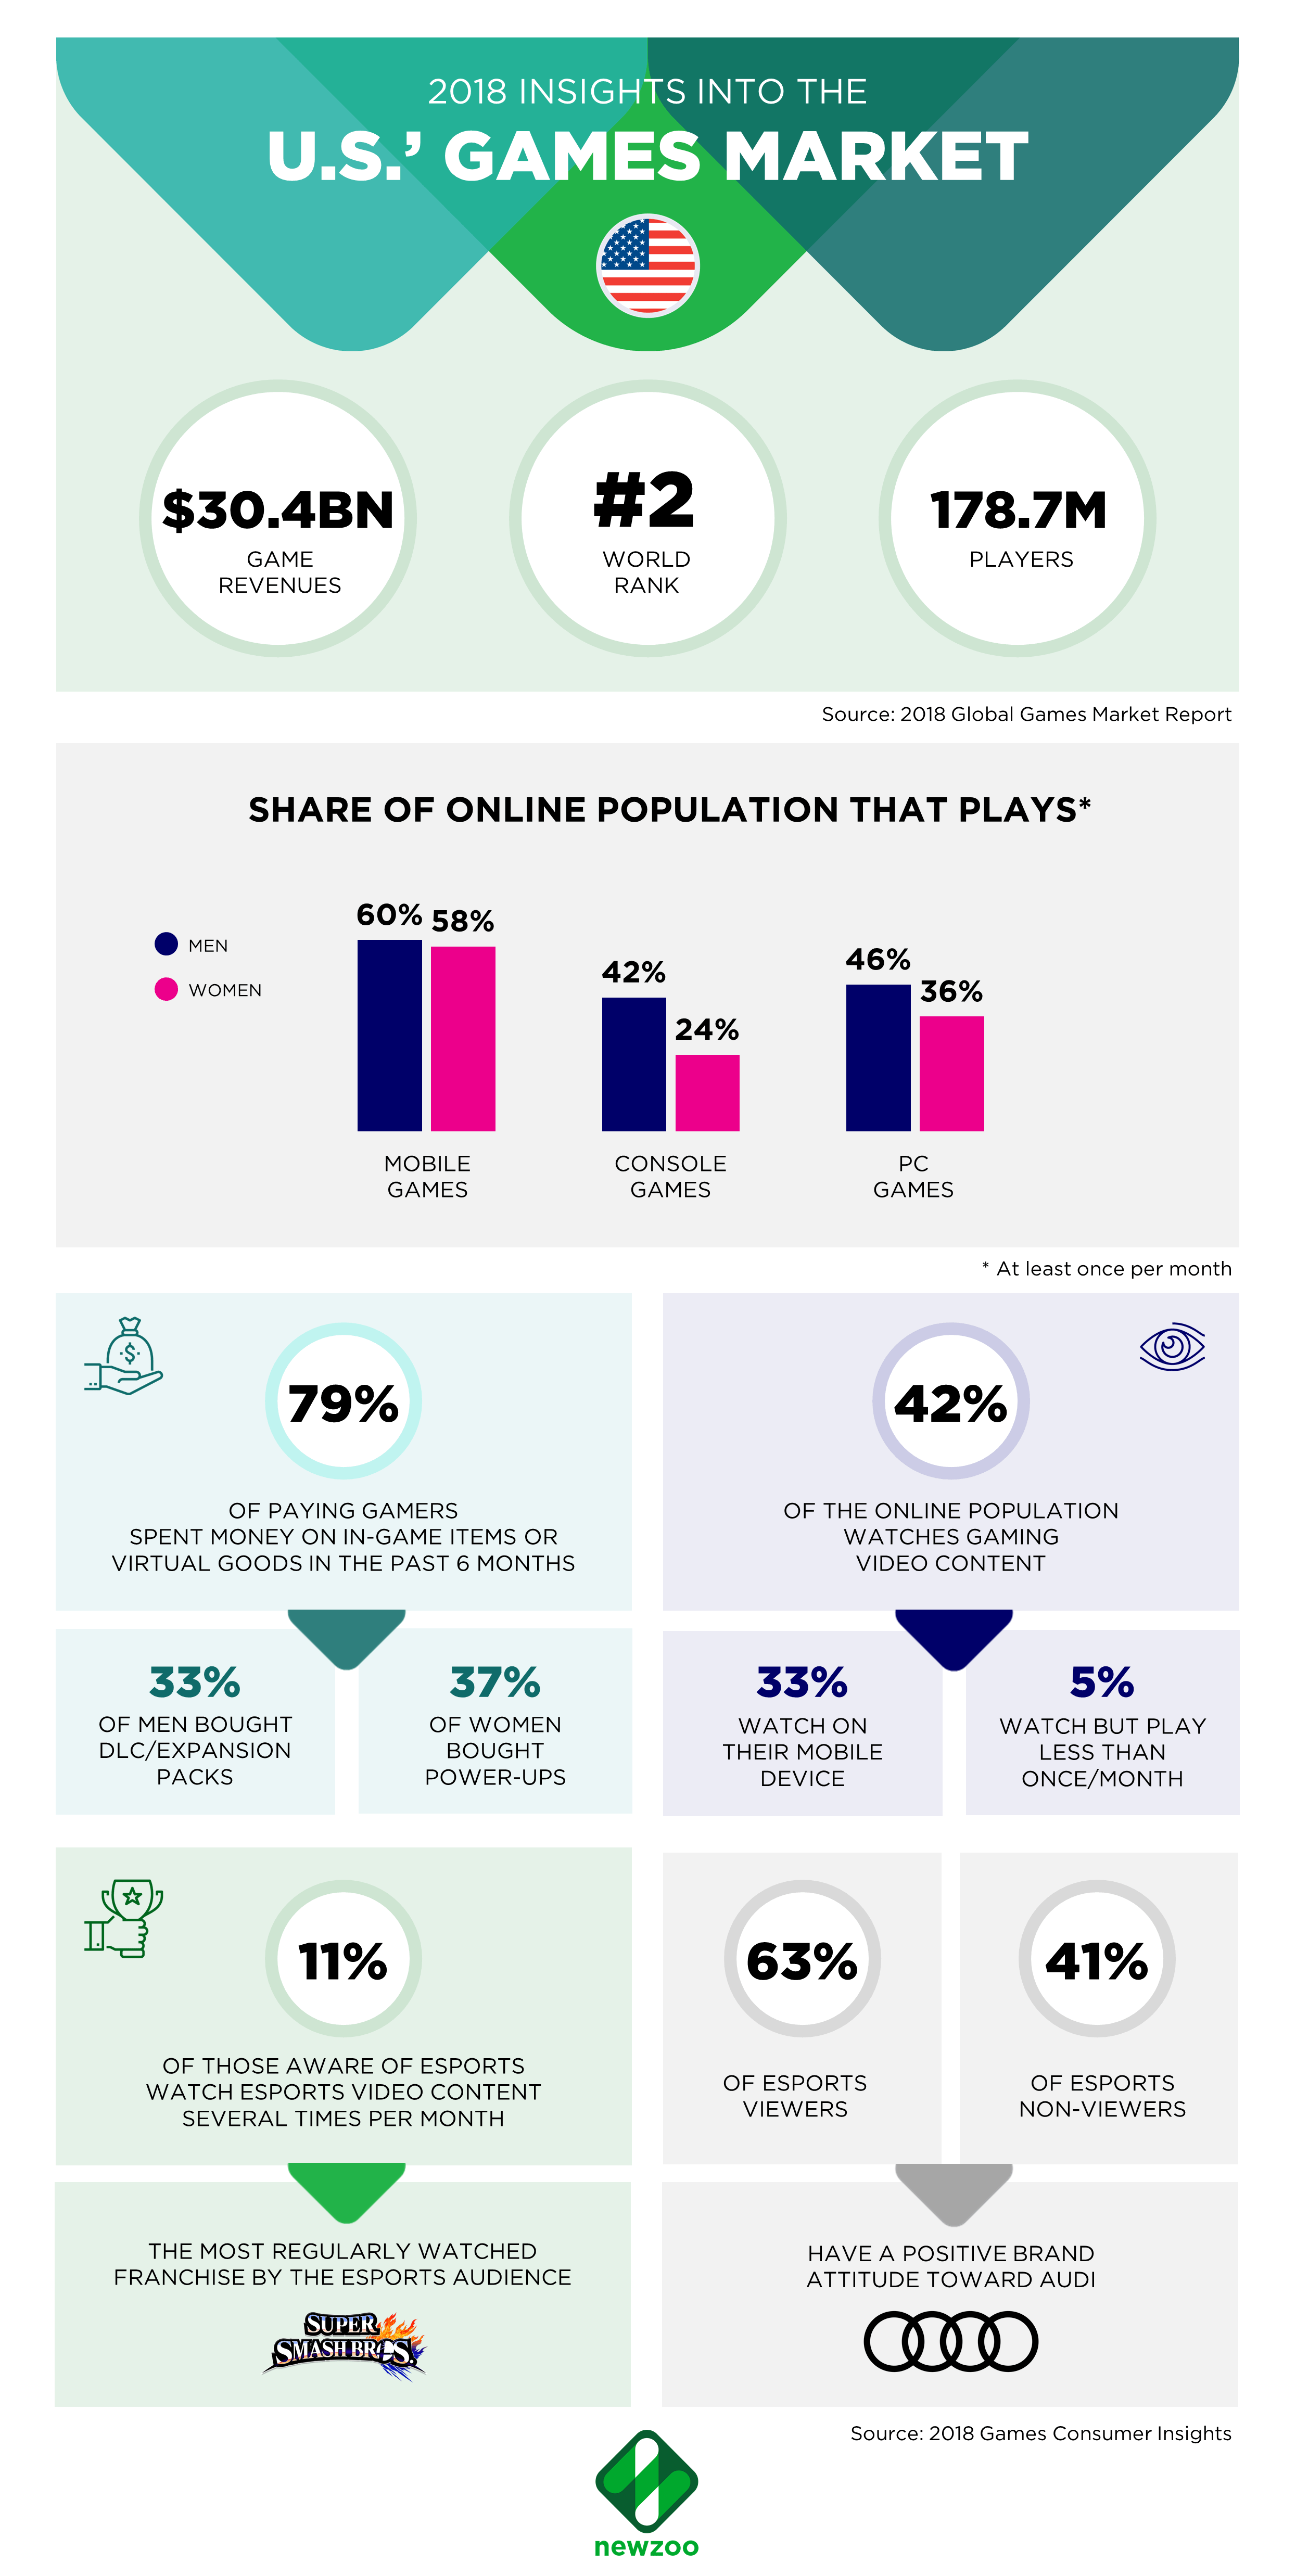 2018 INSIGHTS INTO THE
U.S.’ GAMES MARKET
$30.4BN
GAME
REVENUES
#2
WORLD
RANK
178.7M
PLAYERS
Source: 2018 Global Games Market Report
SHARE OF ONLINE POPULATION THAT PLAYS*
MEN
WOMEN
60% 58%
42%
24%
46%
36%
MOBILE
GAMES
CONSOLE
GAMES
PC
GAMES
* At least once per month
$
79%
OF PAYING GAMERS
SPENT MONEY ON IN-GAME ITEMS OR
VIRTUAL GOODS IN THE PAST 6 MONTHS
33%
OF MEN BOUGHT
DLC/EXPANSION
PACKS
37%
OF WOMEN
BOUGHT
POWER-UPS
42%
OF THE ONLINE POPULATION
WATCHES GAMING
VIDEO CONTENT
33%
WATCH ON
THEIR MOBILE
DEVICE
5%
WATCH BUT PLAY
LESS THAN
ONCE/MONTH
11%
OF THOSE AWARE OF ESPORTS
WATCH ESPORTS VIDEO CONTENT
SEVERAL TIMES PER MONTH
THE MOST REGULARLY WATCHED
FRANCHISE BY THE ESPORTS AUDIENCE
SUPER
SMASH BROS.
63%
OF ESPORTS
VIEWERS
41%
OF ESPORTS
NON-VIEWERS
HAVE A POSITIVE BRAND
ATTITUDE TOWARD AUDI
Source: 2018 Games Consumer Insights
newzoo